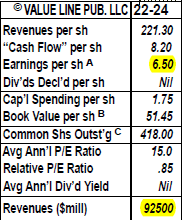 © VALUE LINE PUB. LLC 22-24
Revenues per sh 221.30
“Cash Flow” per sh 8.20
Earnings per sh A 6.50
Div’ds Decl’d per sh Nil
Cap’l Spending per sh 1.75
Book Value per sh B 51.45
Common Shs Outst’g C 418.00
Avg Ann’l P/E Ratio 15.0
Relative P/E Ratio .85
Avg Ann’l Div’d Yield Nil
Revenues ($mill) 92500